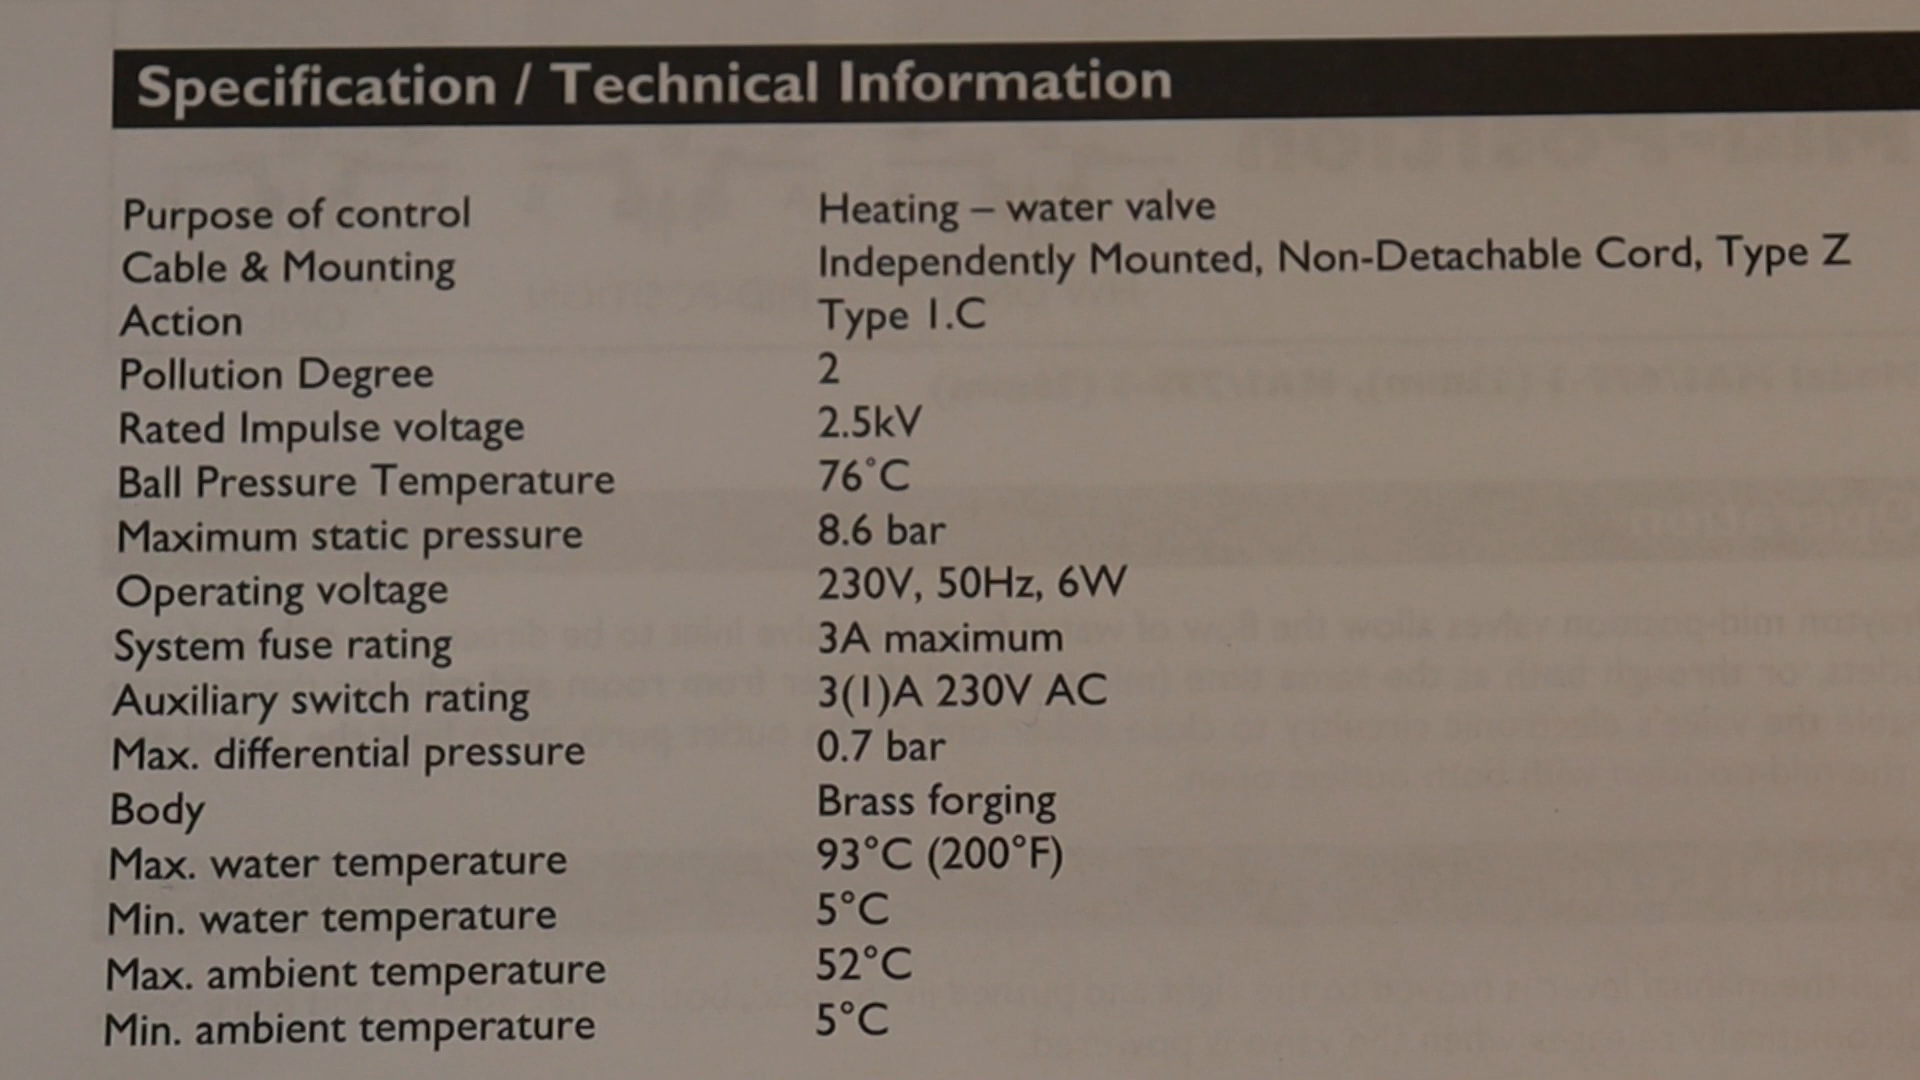 Specification / Technical Information
Purpose of control Heating – water valve
Cable & Mounting Independently Mounted, Non-Detachable Cord, Type Z
Action Type 1.C
Pollution Degree 2
Rated Impulse voltage 2.5kV
Ball Pressure Temperature 76°C
Maximum static pressure 8.6 bar
Operating voltage 230V, 50Hz, 6W
System fuse rating 3A maximum
Auxiliary switch rating 3(1)A 230V AC
Max. differential pressure 0.7 bar
Body Brass forging
Max. water temperature 93°C (200°F)
Min. water temperature 5°C
Max. ambient temperature 52°C
Min. ambient temperature 5°C